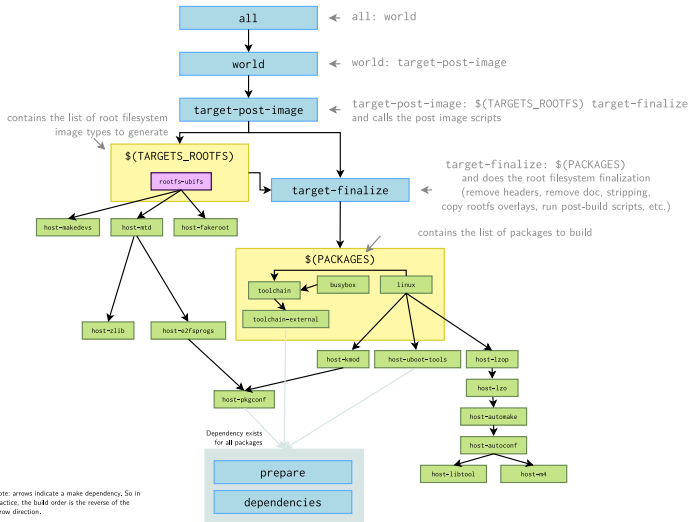 all
all: world
world
world: target-post-image
target-post-image
target-post-image: $(TARGETS_ROOTFS) target-finalize
and calls the post image scripts
contains the list of root filesystem
image types to generate
$(TARGETS_ROOTFS)
rootfs-ubifs
target-finalize
target-finalize: $(PACKAGES)
and does the root filesystem finalization
(remove headers, remove doc, stripping,
copy rootfs overlays, run post-build scripts, etc.)
host-makedevs
host-mtd
host-fakeroot
contains the list of packages to build
$(PACKAGES)
toolchain
busybox
linux
toolchain-external
host-zlib
host-e2fsprogs
host-kmod
host-uboot-tools
host-lzop
host-lzo
host-pkgconf
host-automake
host-autoconf
host-libtool
host-m4
Dependency exists
for all packages
prepare
dependencies
ote: arrows indicate a make dependency. So in
actice, the build order is the reverse of the
row direction.